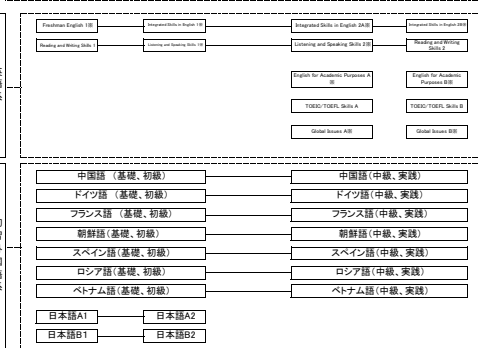 Freshman English 1※
Integrated Skills in English 1※
Integrated Skills in English 2A※
Integrated Skills in English 2B※
Reading and Writing Skills 1
Listening and Speaking Skills 1※
Listening and Speaking Skills 2※
Reading and Writing
Skills 2
English for Academic Purposes A
※
English for Academic
Purposes B※
TOEIC/TOEFL Skills A
TOEIC/TOEFL Skills B
Global Issues A※
Global Issues B※
中国語 (基礎、初級)
中国語(中級、実践)
ドイツ語 (基礎、初級)
ドイツ語(中級、実践)
フランス語 (基礎、初級)
フランス語(中級、実践)
朝鮮語(基礎、初級)
朝鮮語(中級、実践)
スペイン語(基礎、初級)
スペイン語(中級、実践)
ロシア語(基礎、初級)
ロシア語(中級、実践)
ベトナム語(基礎、初級)
ベトナム語(中級、実践)
日本語A1
日本語A2
日本語B1
日本語B2